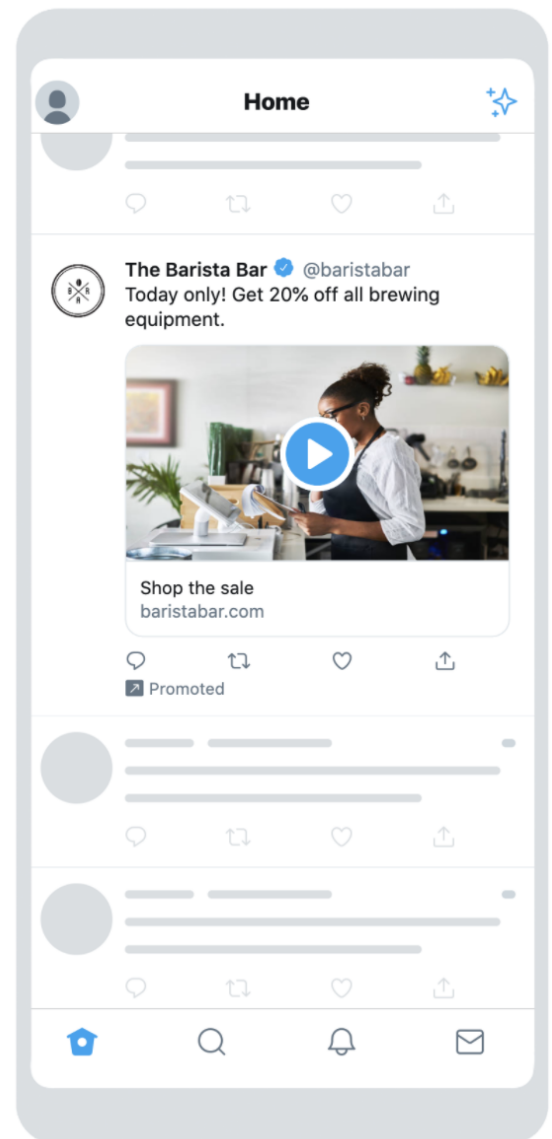 Home
The Barista Bar @baristabar
Today only! Get 20% off all brewing
equipment.
Shop the sale
baristabar.com
Promoted